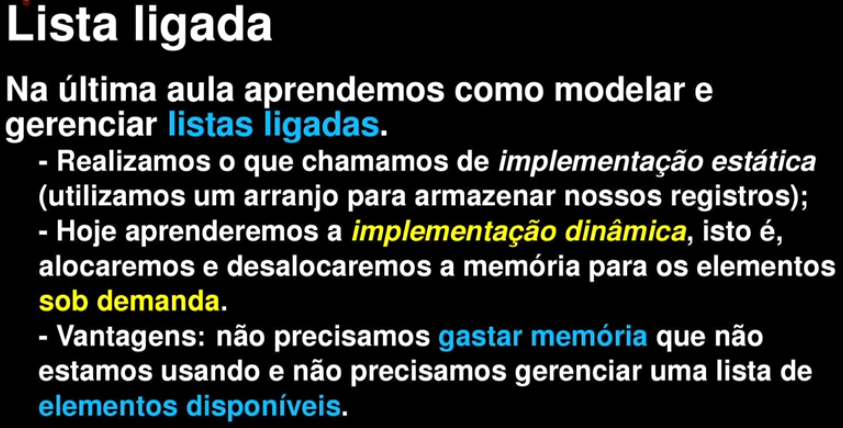 Lista ligada
Na última aula aprendemos como modelar e
gerenciar listas ligadas.
- Realizamos o que chamamos de implementação estática
(utilizamos um arranjo para armazenar nossos registros);
- Hoje aprenderemos a implementação dinâmica, isto é,
alocaremos e desalocaremos a memória para os elementos
sob demanda.
- Vantagens: não precisamos gastar memória que não
estamos usando e não precisamos gerenciar uma lista de
elementos disponíveis.